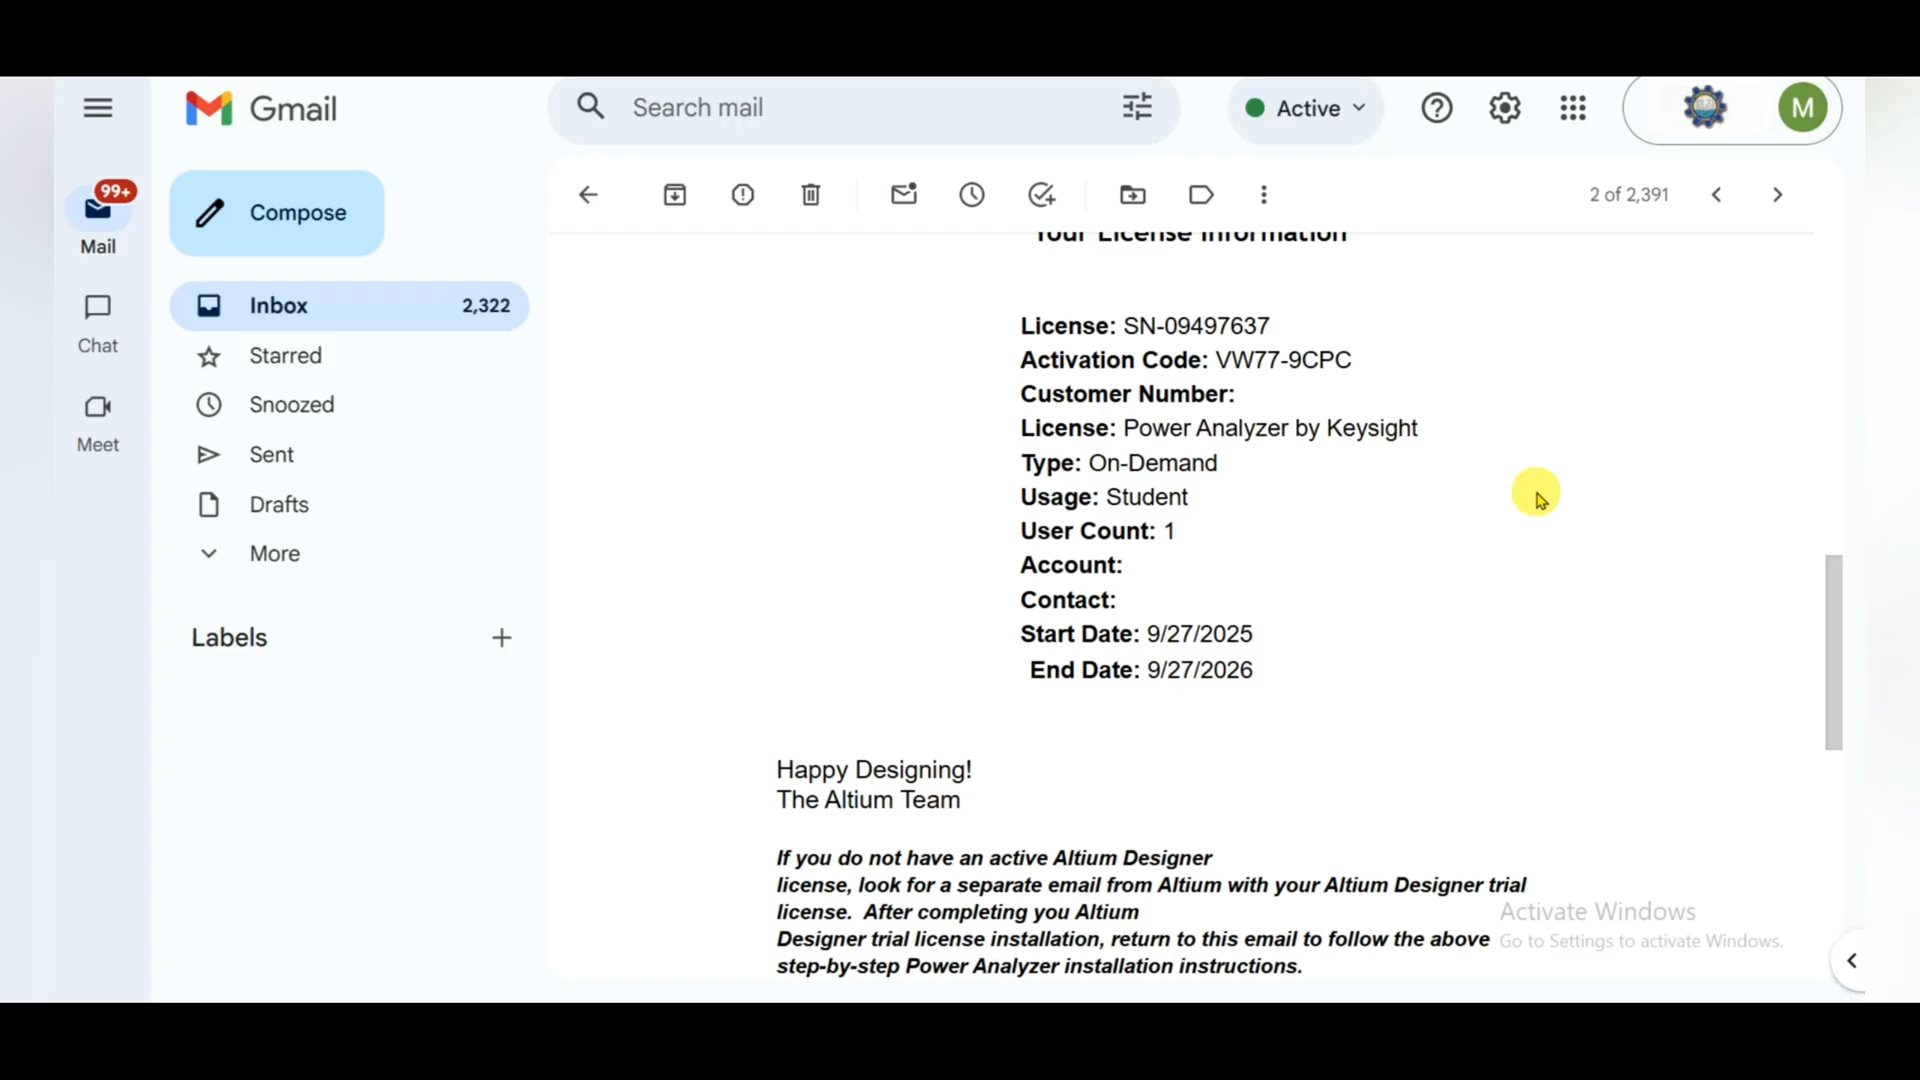 Gmail
Search mail
Active
M
99+
Mail
Compose
2 of 2,391
Your License Information
Inbox 2,322
Chat
Starred
Snoozed
Meet
Sent
Drafts
More
Labels
License: SN-09497637
Activation Code: VW77-9CPC
Customer Number:
License: Power Analyzer by Keysight
Type: On-Demand
Usage: Student
User Count: 1
Account:
Contact:
Start Date: 9/27/2025
End Date: 9/27/2026
Happy Designing!
The Altium Team
If you do not have an active Altium Designer
license, look for a separate email from Altium with your Altium Designer trial
license. After completing you Altium
Designer trial license installation, return to this email to follow the above
step-by-step Power Analyzer installation instructions.
Activate Windows
Go to Settings to activate Windows.